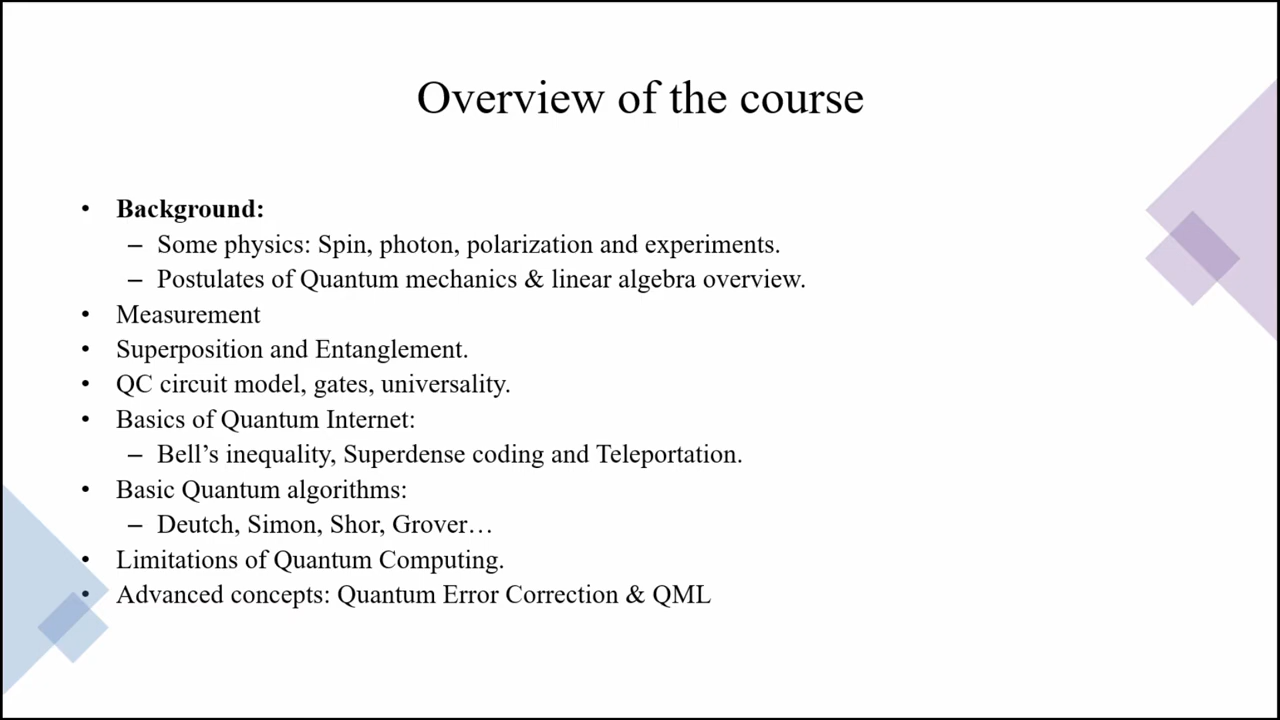 Overview of the course
• Background:
– Some physics: Spin, photon, polarization and experiments.
– Postulates of Quantum mechanics & linear algebra overview.
• Measurement
• Superposition and Entanglement.
• QC circuit model, gates, universality.
• Basics of Quantum Internet:
– Bell’s inequality, Superdense coding and Teleportation.
• Basic Quantum algorithms:
– Deutch, Simon, Shor, Grover…
• Limitations of Quantum Computing.
• Advanced concepts: Quantum Error Correction & QML